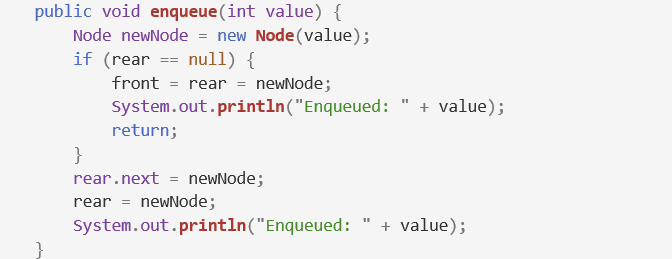 public void enqueue(int value) {
Node newNode = new Node(value);
if (rear == null) {
front = rear = newNode;
System.out.println("Enqueued: " + value);
return;
}
rear.next = newNode;
rear = newNode;
System.out.println("Enqueued: " + value);
}